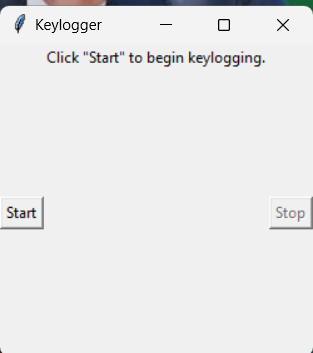 Keylogger
Click "Start" to begin keylogging.
Start
Stop